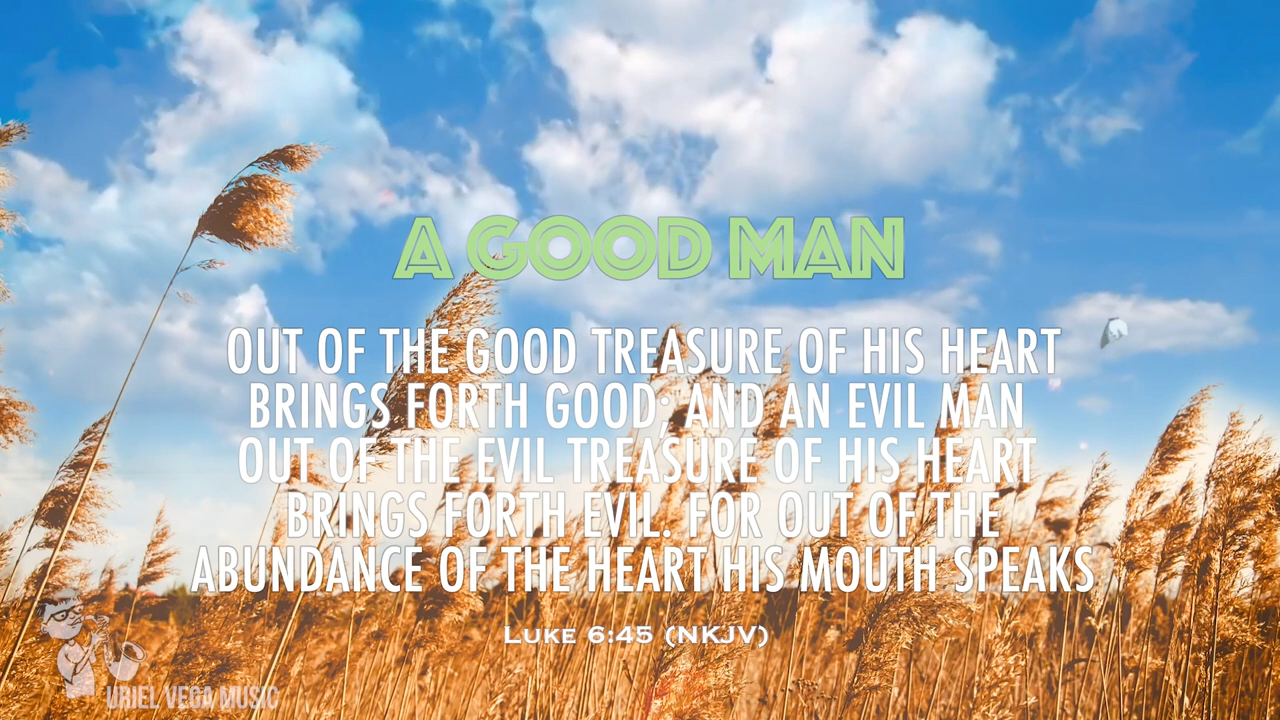 A GOOD MAN
OUT OF THE GOOD TREASURE OF HIS HEART
BRINGS FORTH GOOD; AND AN EVIL MAN
OUT OF THE EVIL TREASURE OF HIS HEART
BRINGS FORTH EVIL. FOR OUT OF THE
ABUNDANCE OF THE HEART HIS MOUTH SPEAKS
Luke 6:45 (NKJV)
URIEL VEGA MUSIC